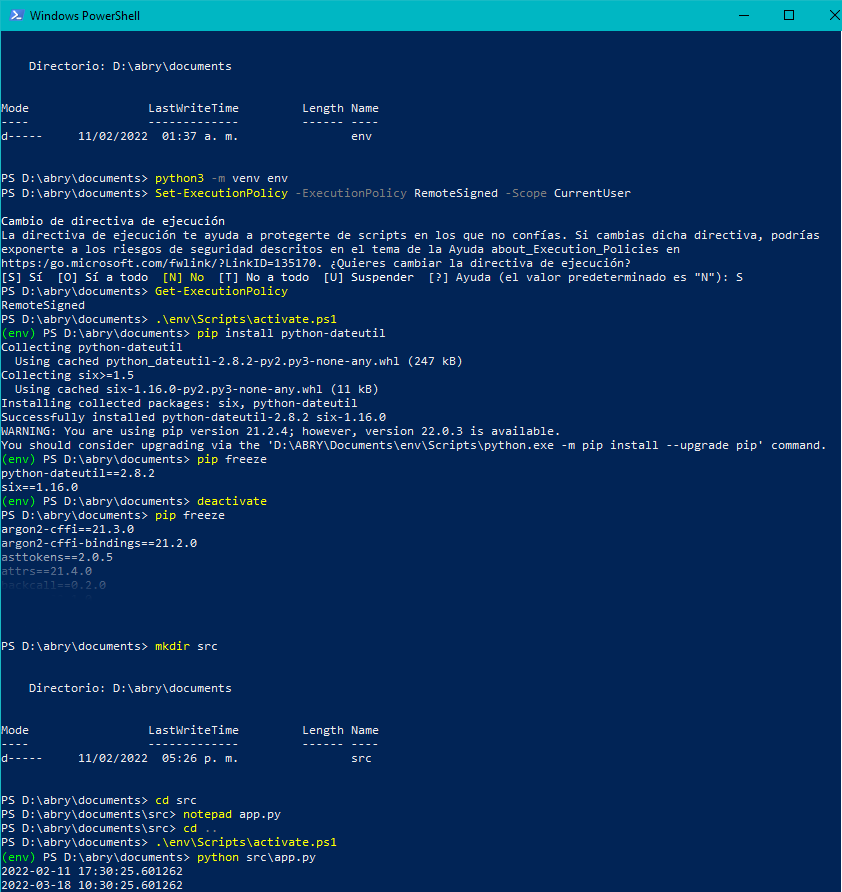 Windows PowerShell
Directorio: D:\abry\documents
Mode LastWriteTime Length Name
---- ------------- ------ ----
d----- 11/02/2022 01:37 a. m. env
PS D:\abry\documents> python3 -m venv env
PS D:\abry\documents> Set-ExecutionPolicy -ExecutionPolicy RemoteSigned -Scope CurrentUser
Cambio de directiva de ejecución
La directiva de ejecución te ayuda a protegerte de scripts en los que no confías. Si cambias dicha directiva, podrías
exponerte a los riesgos de seguridad descritos en el tema de la Ayuda about_Execution_Policies en
https:/go.microsoft.com/fwlink/?LinkID=135170. ¿Quieres cambiar la directiva de ejecución?
[S] Sí [O] Sí a todo [N] No [T] No a todo [U] Suspender [?] Ayuda (el valor predeterminado es "N"): S
PS D:\abry\documents> Get-ExecutionPolicy
RemoteSigned
PS D:\abry\documents> .\env\Scripts\activate.ps1
(env) PS D:\abry\documents> pip install python-dateutil
Collecting python-dateutil
Using cached python_dateutil-2.8.2-py2.py3-none-any.whl (247 kB)
Collecting six>=1.5
Using cached six-1.16.0-py2.py3-none-any.whl (11 kB)
Installing collected packages: six, python-dateutil
Successfully installed python-dateutil-2.8.2 six-1.16.0
WARNING: You are using pip version 21.2.4; however, version 22.0.3 is available.
You should consider upgrading via the 'D:\ABRY\Documents\env\Scripts\python.exe -m pip install --upgrade pip' command.
(env) PS D:\abry\documents> pip freeze
python-dateutil==2.8.2
six==1.16.0
(env) PS D:\abry\documents> deactivate
PS D:\abry\documents> pip freeze
argon2-cffi==21.3.0
argon2-cffi-bindings==21.2.0
asttokens==2.0.5
attrs==21.4.0
backcall==0.2.0
PS D:\abry\documents> mkdir src
Directorio: D:\abry\documents
Mode LastWriteTime Length Name
---- ------------- ------ ----
d----- 11/02/2022 05:26 p. m. src
PS D:\abry\documents> cd src
PS D:\abry\documents\src> notepad app.py
PS D:\abry\documents\src> cd ..
PS D:\abry\documents> .\env\Scripts\activate.ps1
(env) PS D:\abry\documents> python src\app.py
2022-02-11 17:30:25.601262
2022-03-18 10:30:25.601262